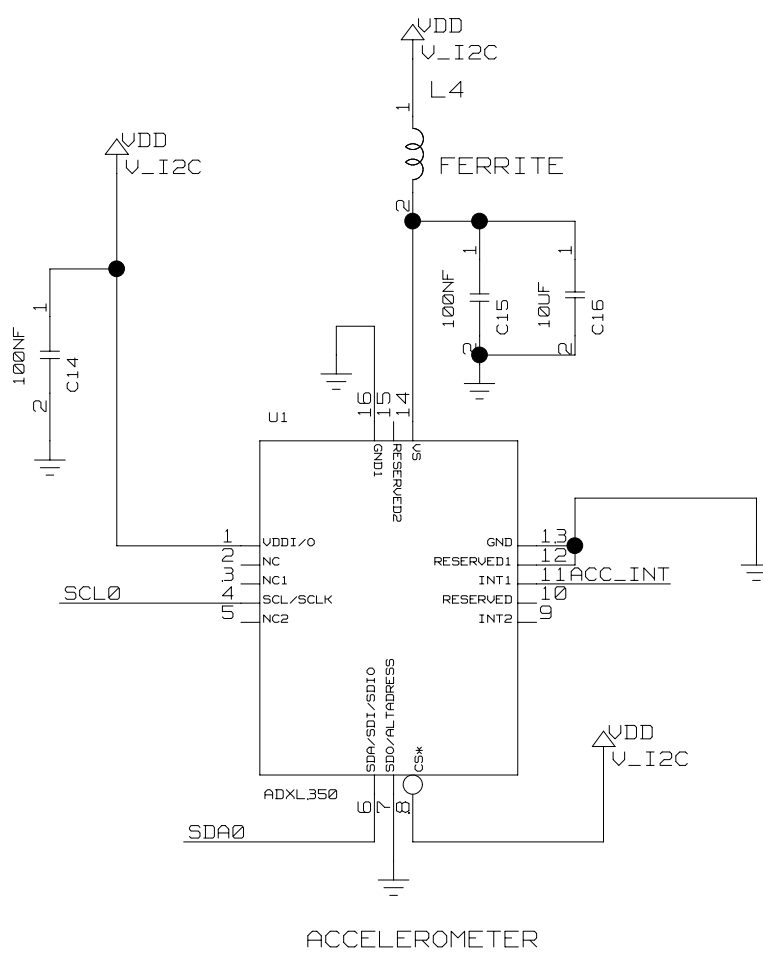 VDD
V_I2C
L4
1
FERRITE
2
VDD
V_I2C
1
100NF
C14
2
1
100NF
C15
2
1
10UF
C16
2
U1
16
15
14
GND1
RESERVED2
VS
1
VDDI/O
2
NC
3
NC1
SCL0
4
SCL/SCLK
5
NC2
GND
13
RESERVED1
12
INT1
11
ACC_INT
RESERVED
10
INT2
9
SDA/SDI/SDIO
SDO/ALTADRESS
CS*
ADXL350
6
7
8
SDA0
VDD
V_I2C
ACCELEROMETER